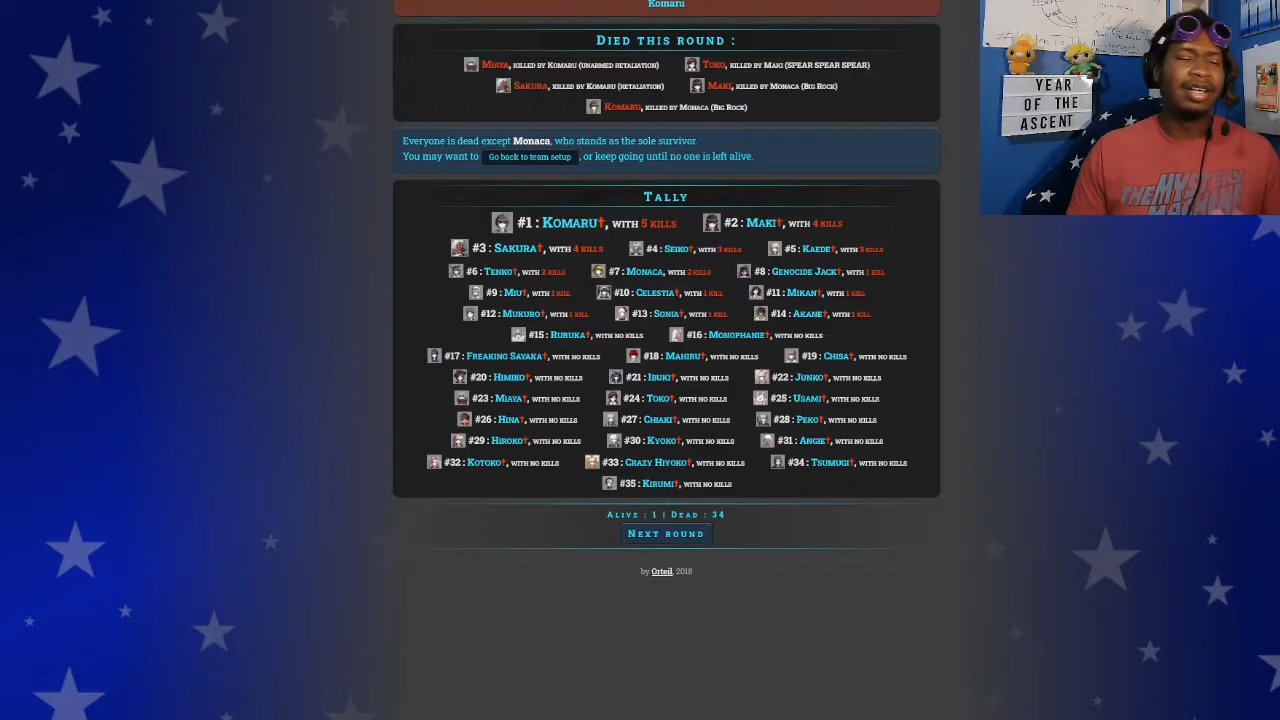 Komaru
Died this round :
Miaya, killed by Komaru (unarmed retaliation) Toko, killed by Maki (SPEAR SPEAR SPEAR)
Sakura, killed by Komaru (retaliation) Maki, killed by Monaca (Big Rock)
Komaru, killed by Monaca (Big Rock)
Everyone is dead except Monaca, who stands as the sole survivor.
You may want to Go back to team setup, or keep going until no one is left alive.
Tally
#1 : Komaru†, with 5 kills #2 : Maki†, with 4 kills
#3 : Sakura†, with 4 kills #4 : Seiko†, with 3 kills #5 : Kaede†, with 3 kills
#6 : Tenko†, with 2 kills #7 : Monaca, with 2 kills #8 : Genocide Jack†, with 1 kill
#9 : Miu†, with 1 kill #10 : Celestia†, with 1 kill #11 : Mikan†, with 1 kill
#12 : Mukuro†, with 1 kill #13 : Sonia†, with 1 kill #14 : Akane†, with 1 kill
#15 : Ruruka†, with no kills #16 : Monophanie†, with no kills
#17 : Freaking Sayaka†, with no kills #18 : Mahiru†, with no kills #19 : Chisa†, with no kills
#20 : Himiko†, with no kills #21 : Ibuki†, with no kills #22 : Junko†, with no kills
#23 : Miaya†, with no kills #24 : Toko†, with no kills #25 : Usami†, with no kills
#26 : Hina†, with no kills #27 : Chiaki†, with no kills #28 : Peko†, with no kills
#29 : Hiroko†, with no kills #30 : Kyoko†, with no kills #31 : Angie†, with no kills
#32 : Kotoko†, with no kills #33 : Crazy Hiyoko†, with no kills #34 : Tsumugi†, with no kills
#35 : Kirumi†, with no kills
Alive : 1 | Dead : 34
Next round
by Orteil, 2018
YEAR
OF THE
ASCENT
THE MYSTERY
MACHINE